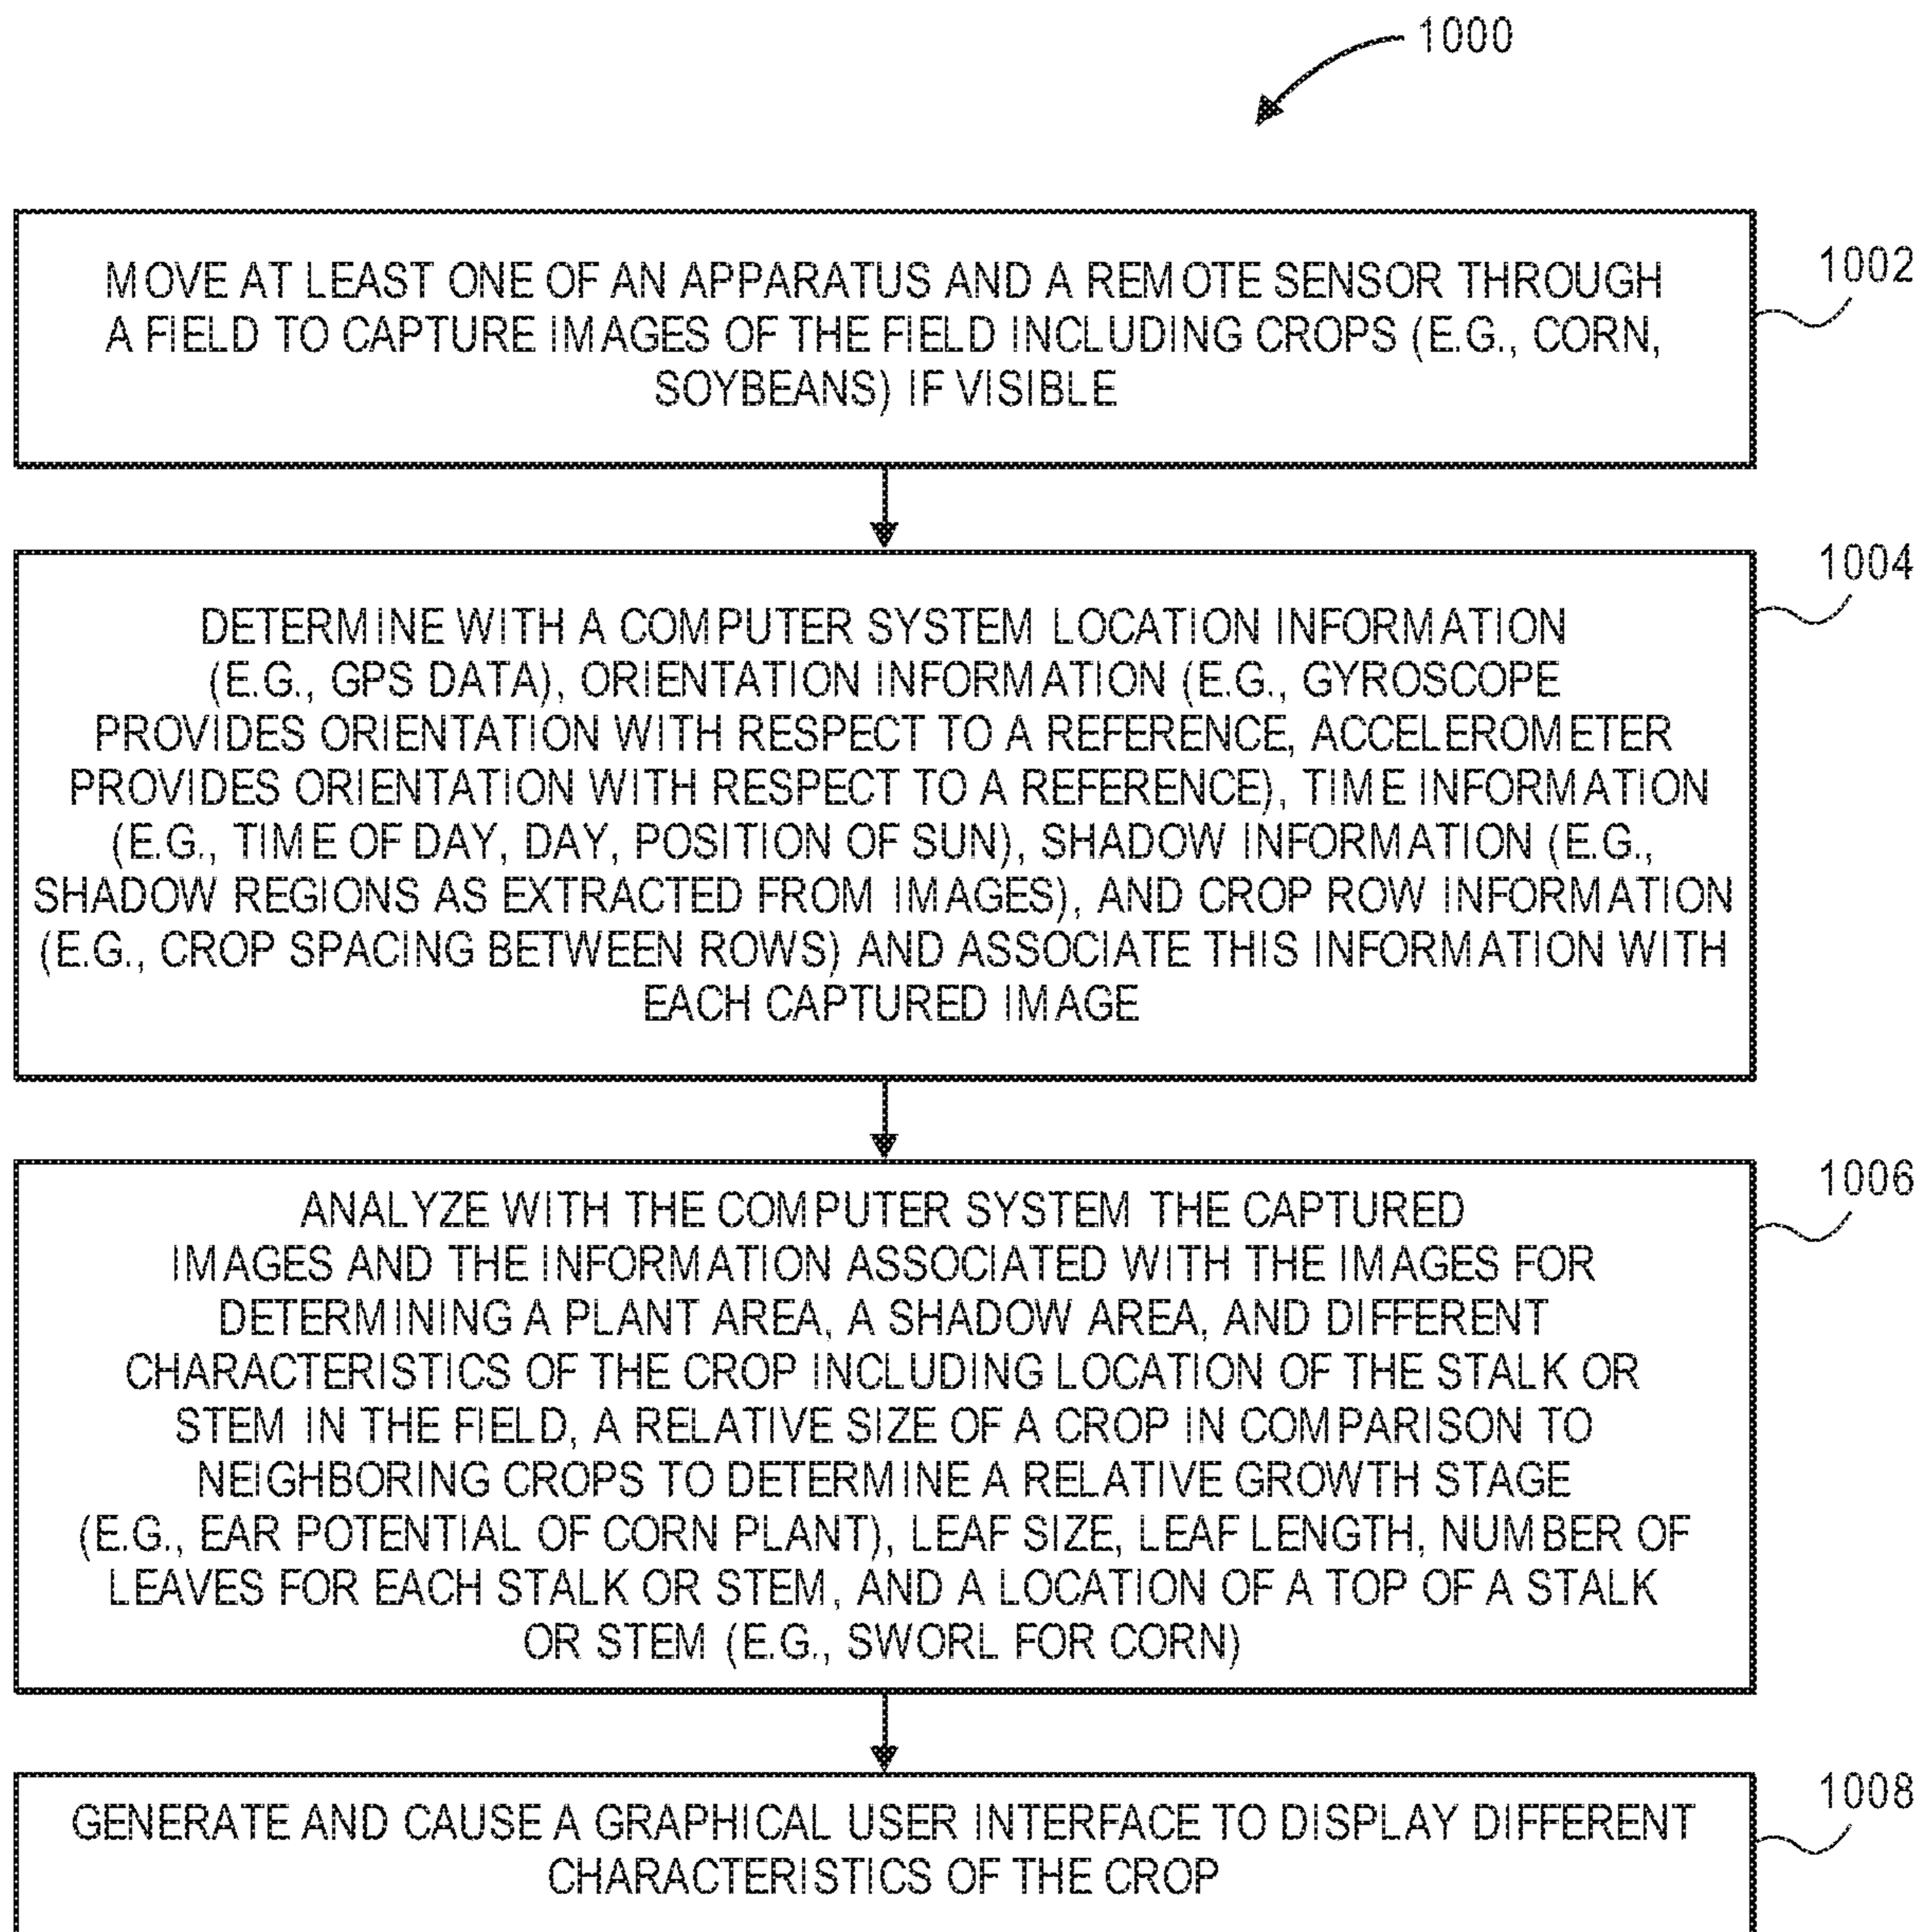 1000
1002
MOVE AT LEAST ONE OF AN APPARATUS AND A REMOTE SENSOR THROUGH
A FIELD TO CAPTURE IMAGES OF THE FIELD INCLUDING CROPS (E.G., CORN,
SOYBEANS) IF VISIBLE
1004
DETERMINE WITH A COMPUTER SYSTEM LOCATION INFORMATION
(E.G., GPS DATA), ORIENTATION INFORMATION (E.G., GYROSCOPE
PROVIDES ORIENTATION WITH RESPECT TO A REFERENCE, ACCELEROMETER
PROVIDES ORIENTATION WITH RESPECT TO A REFERENCE), TIME INFORMATION
(E.G., TIME OF DAY, DAY, POSITION OF SUN), SHADOW INFORMATION (E.G.,
SHADOW REGIONS AS EXTRACTED FROM IMAGES), AND CROP ROW INFORMATION
(E.G., CROP SPACING BETWEEN ROWS) AND ASSOCIATE THIS INFORMATION WITH
EACH CAPTURED IMAGE
1006
ANALYZE WITH THE COMPUTER SYSTEM THE CAPTURED
IMAGES AND THE INFORMATION ASSOCIATED WITH THE IMAGES FOR
DETERMINING A PLANT AREA, A SHADOW AREA, AND DIFFERENT
CHARACTERISTICS OF THE CROP INCLUDING LOCATION OF THE STALK OR
STEM IN THE FIELD, A RELATIVE SIZE OF A CROP IN COMPARISON TO
NEIGHBORING CROPS TO DETERMINE A RELATIVE GROWTH STAGE
(E.G., EAR POTENTIAL OF CORN PLANT), LEAF SIZE, LEAF LENGTH, NUMBER OF
LEAVES FOR EACH STALK OR STEM, AND A LOCATION OF A TOP OF A STALK
OR STEM (E.G., SWORL FOR CORN)
1008
GENERATE AND CAUSE A GRAPHICAL USER INTERFACE TO DISPLAY DIFFERENT
CHARACTERISTICS OF THE CROP